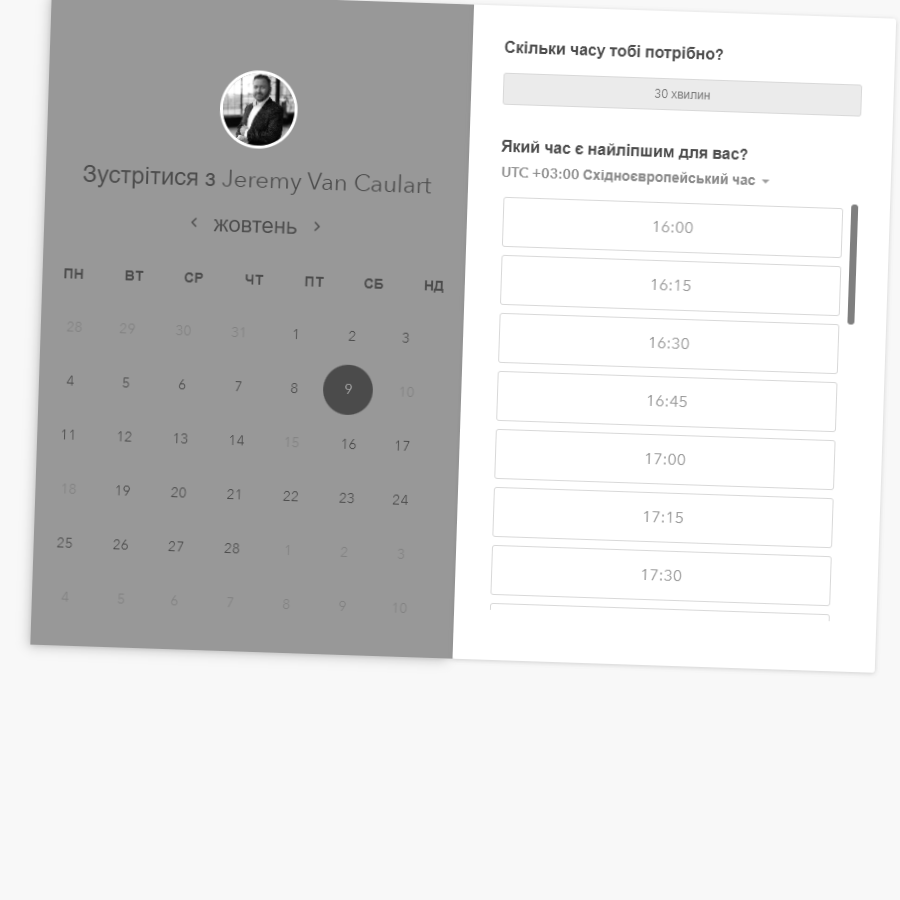 Зустрітися з Jeremy Van Caulart
жовтень
ПН ВТ СР ЧТ ПТ СБ НД
28 29 30 31 1 2 3
4 5 6 7 8 9 10
11 12 13 14 15 16 17
18 19 20 21 22 23 24
25 26 27 28 1 2 3
4 5 6 7 8 9 10
Скільки часу тобі потрібно?
30 хвилин
Який час є найліпшим для вас?
UTC +03:00 Східноєвропейський час
16:00
16:15
16:30
16:45
17:00
17:15
17:30